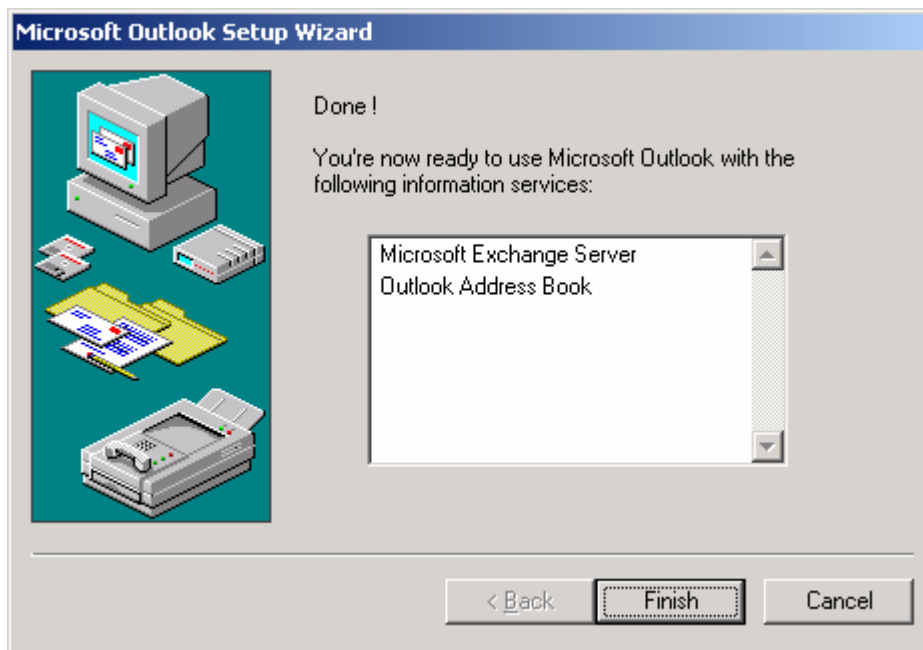 Microsoft Outlook Setup Wizard
Done !
You're now ready to use Microsoft Outlook with the
following information services:
Microsoft Exchange Server
Outlook Address Book
< Back
Finish
Cancel